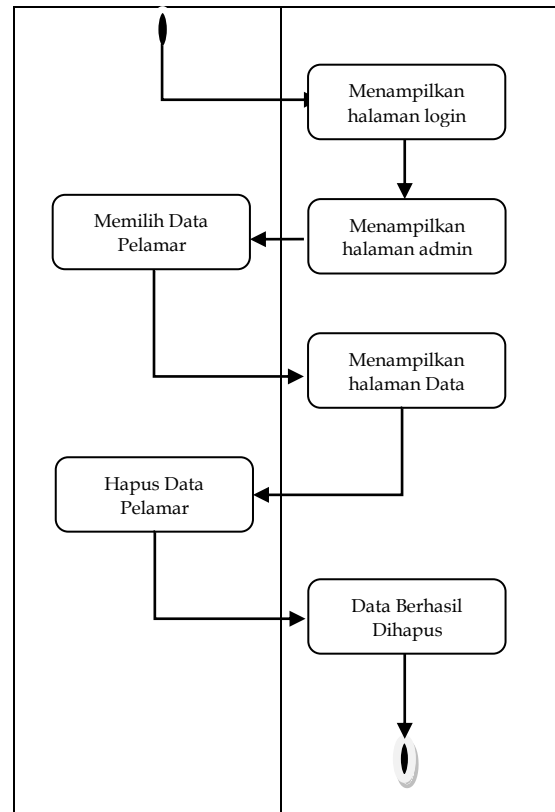 Menampilkan
halaman login
Menampilkan
halaman admin
Memilih Data
Pelamar
Menampilkan
halaman Data
Hapus Data
Pelamar
Data Berhasil
Dihapus